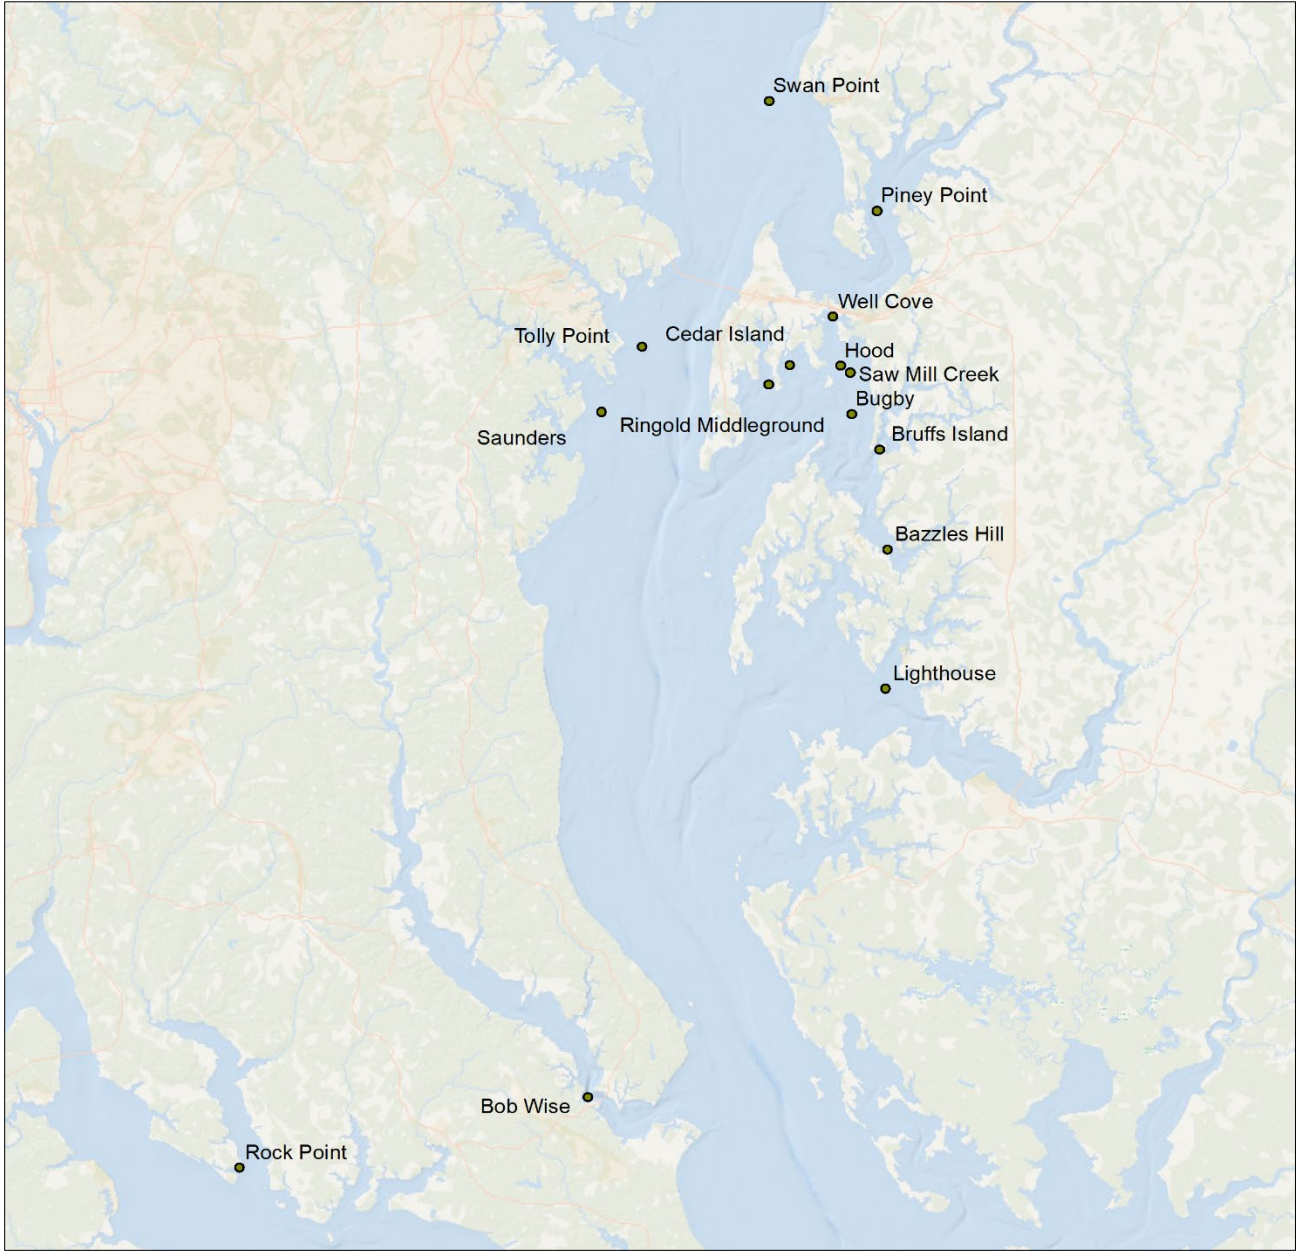 Swan Point
Piney Point
Well Cove
Tolly Point
Cedar Island
Hood
Saw Mill Creek
Bugby
Ringold Middleground
Saunders
Bruffs Island
Bazzles Hill
Lighthouse
Bob Wise
Rock Point